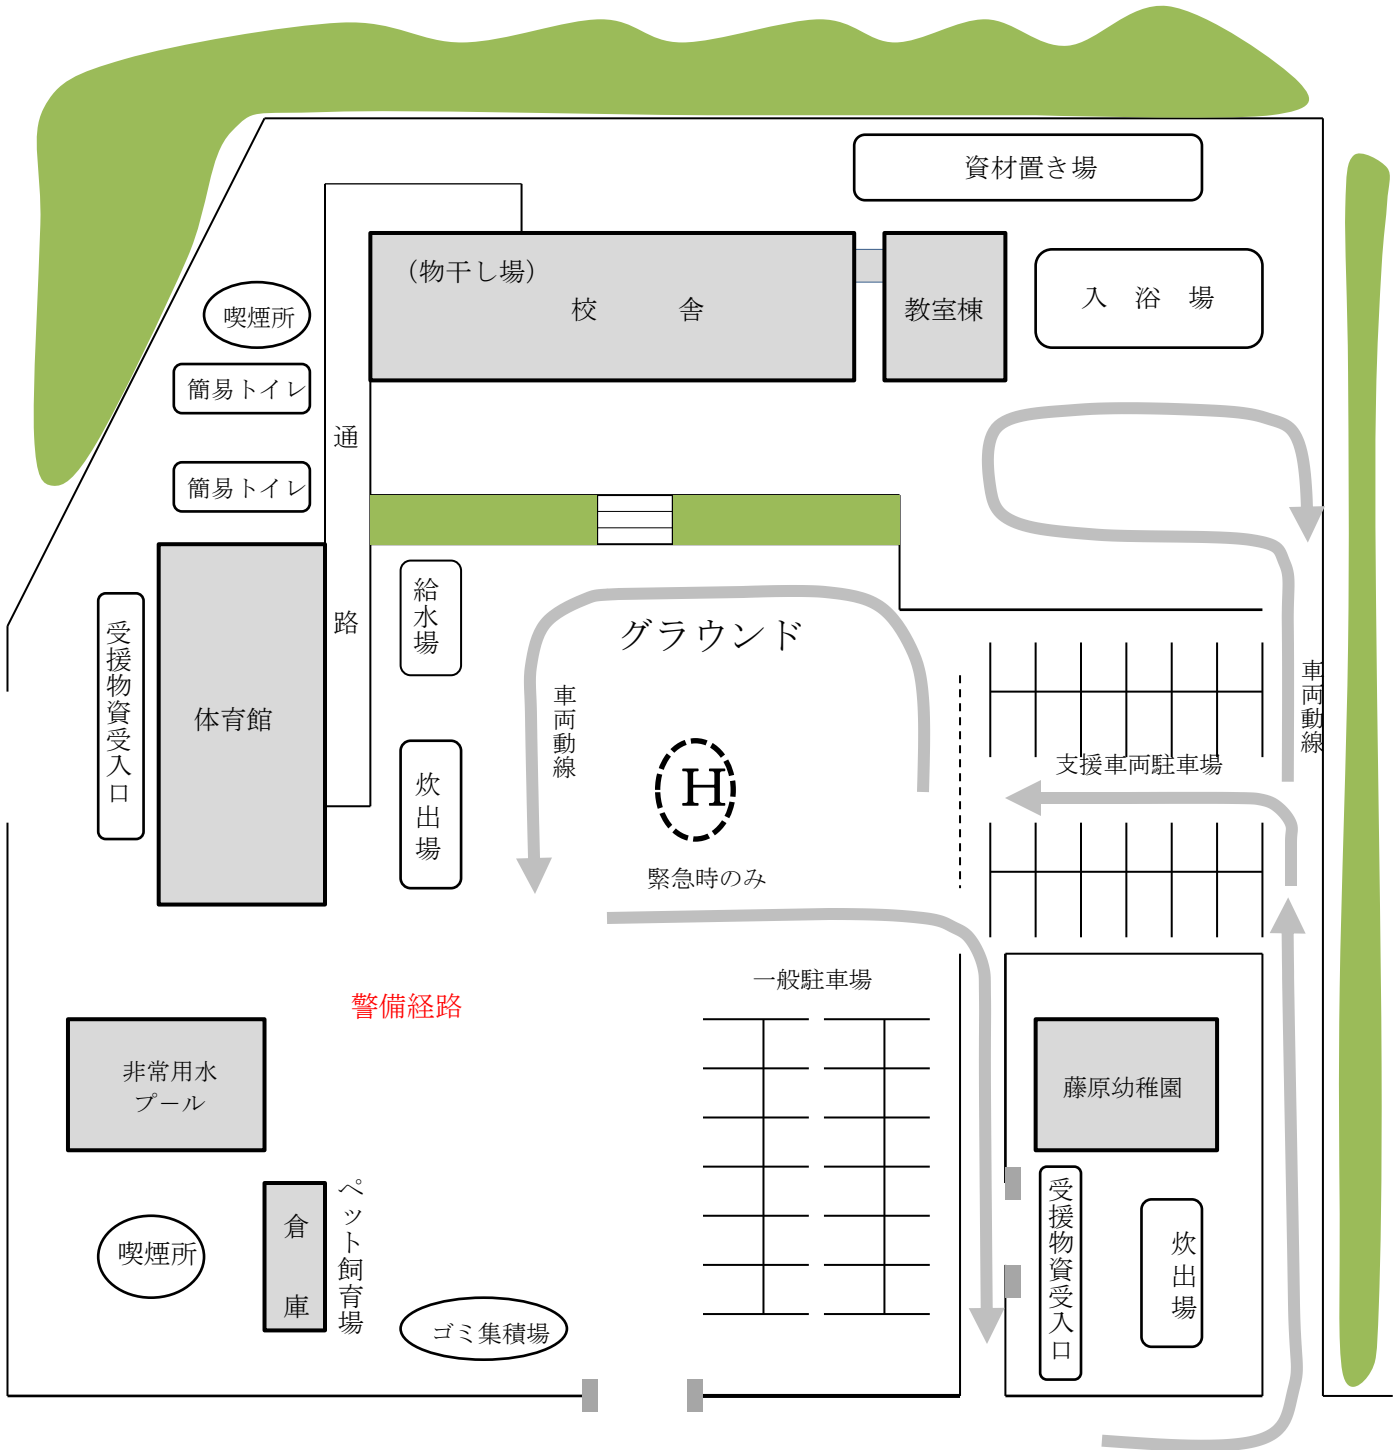 資材置き場
（物干し場）
校　舎
教室棟
入　浴　場
喫煙所
簡易トイレ
簡易トイレ
通路
給水場
グラウンド
受援物資受入口
体育館
車両動線
車両動線
H
支援車両駐車場
炊出場
緊急時のみ
一般駐車場
警備経路
非常用水
プール
藤原幼稚園
ペット飼育場
倉庫
喫煙所
受援物資受入口
炊出場
ゴミ集積場